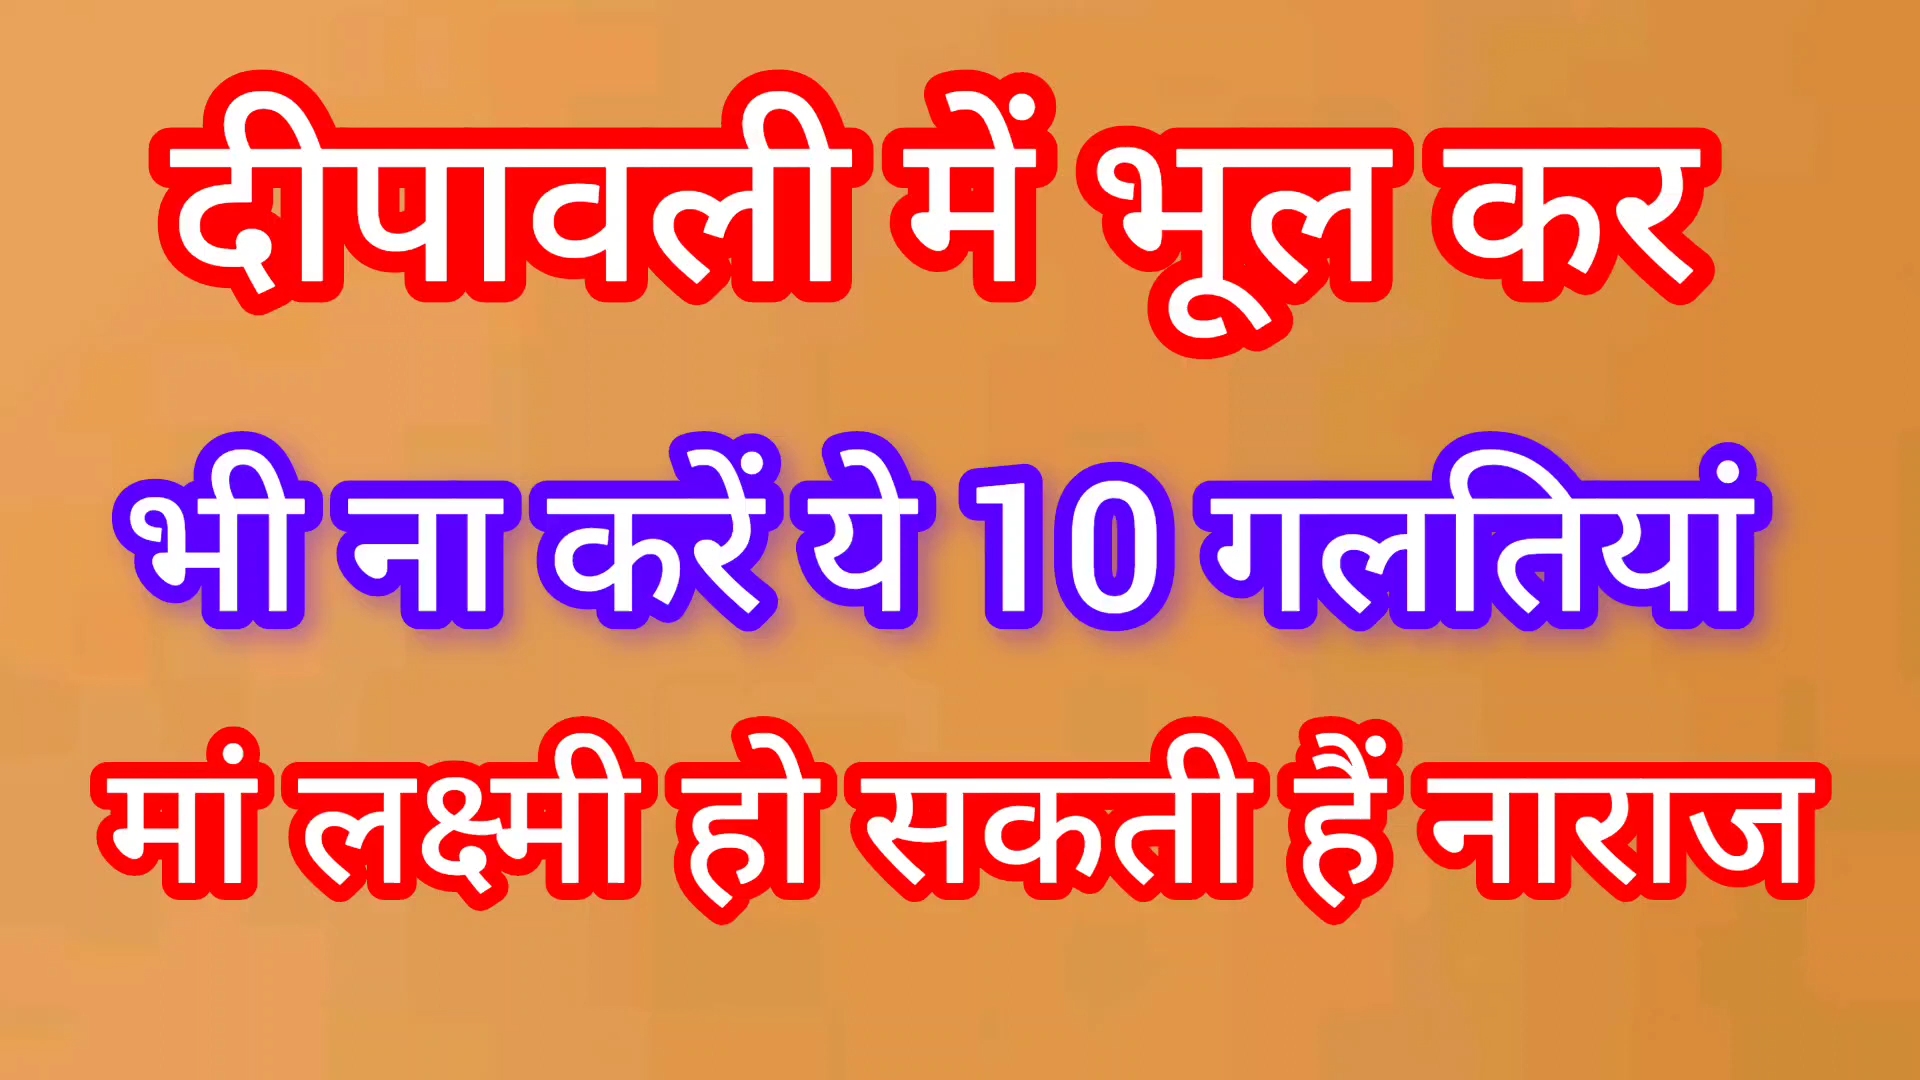 दीपावली में भूल कर
भी ना करें ये 10 गलतियां
मां लक्ष्मी हो सकती हैं नाराज